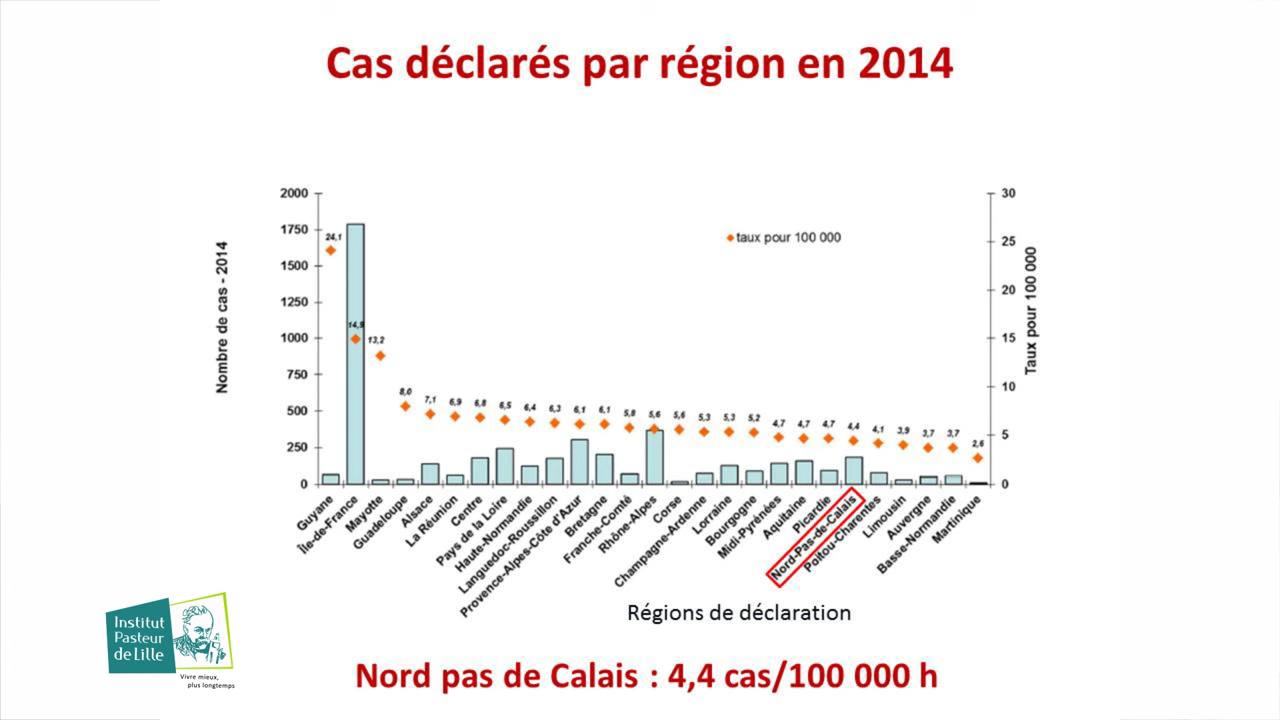 Cas déclarés par région en 2014
2000
1750
1500
1250
1000
750
500
250
0
Nombre de cas - 2014
30
25
20
15
10
5
0
Taux pour 100 000
taux pour 100 000
24,1
14,9
13,2
8,0
7,1
6,9
6,8
6,5
6,4
6,3
6,1
6,1
5,8
5,6
5,6
5,3
5,3
5,2
4,7
4,7
4,7
4,4
4,1
3,9
3,7
3,7
2,6
Guyane
Île-de-France
Mayotte
Guadeloupe
Alsace
La Réunion
Centre
Pays de la Loire
Haute-Normandie
Languedoc-Roussillon
Provence-Alpes-Côte d'Azur
Bretagne
Franche-Comté
Rhône-Alpes
Corse
Champagne-Ardenne
Lorraine
Bourgogne
Midi-Pyrénées
Aquitaine
Picardie
Nord-Pas-de-Calais
Poitou-Charentes
Limousin
Auvergne
Basse-Normandie
Martinique
Régions de déclaration
Institut
Pasteur
de Lille
Vivre mieux,
plus longtemps
Nord pas de Calais : 4,4 cas/100 000 h